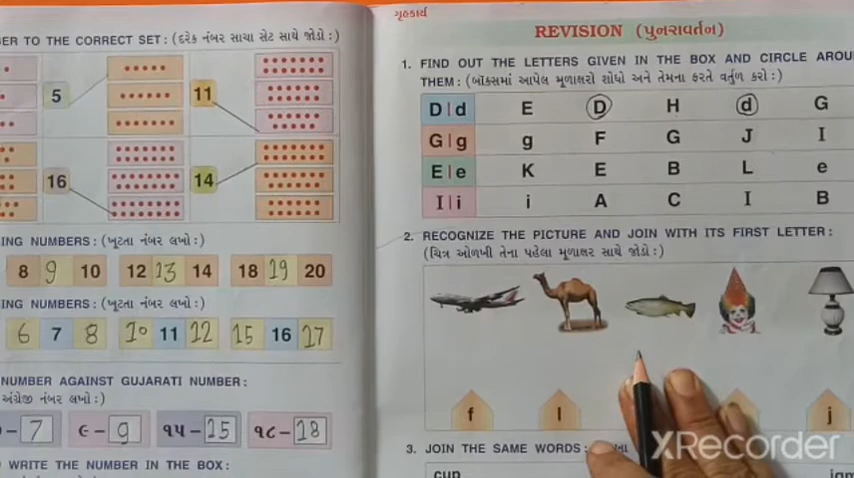 ER TO THE CORRECT SET: (દરેક નંબર સાચા સેટ સાથે જોડો:)
5
11
16
14
ING NUMBERS: (ખૂટતા નંબર લખો:)
8 9 10 12 13 14 18 19 20
ING NUMBERS: (ખૂટતા નંબર લખો:)
6 7 8 10 11 12 15 16 17
NUMBER AGAINST GUJARATI NUMBER:
અંગ્રેજી નંબર લખો:)
– 7 ૯ – 9 ૧૫ – 15 ૧૮ – 18
WRITE THE NUMBER IN THE BOX:
ગૃહકાર્ય
REVISION (પુનરાવર્તન)
1. FIND OUT THE LETTERS GIVEN IN THE BOX AND CIRCLE AROU
THEM: (બૉક્સમાં આપેલ મૂળાક્ષરો શોધો અને તેમના ફરતે વર્તુળ કરો:)
D | d E D H d G
G | g g F G J I
E | e K E B L e
I | i i A C I B
2. RECOGNIZE THE PICTURE AND JOIN WITH ITS FIRST LETTER:
(ચિત્ર ઓળખી તેના પહેલા મૂળાક્ષર સાથે જોડો:)
f l j
3. JOIN THE SAME WORDS:
cup
XRecorder